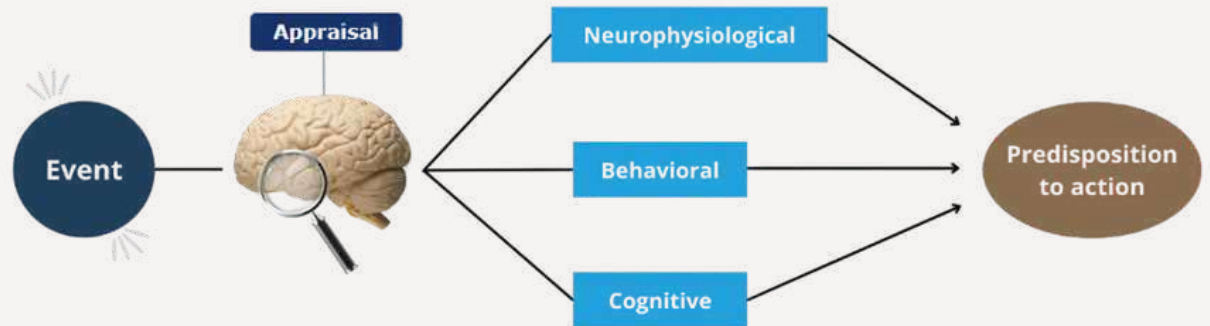 Appraisal
Neurophysiological
Event
Behavioral
Predisposition
to action
Cognitive